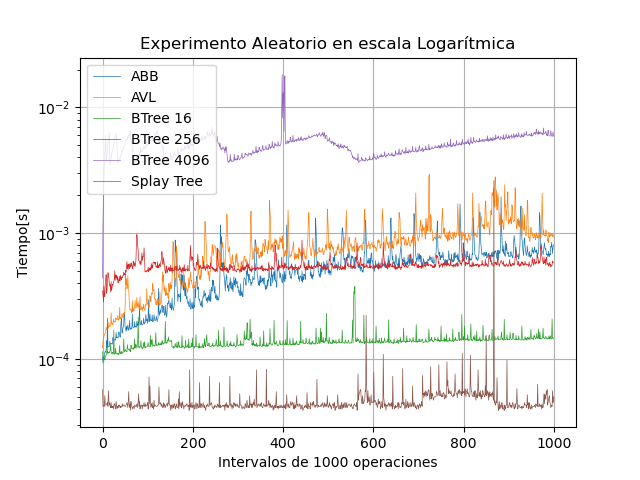 Experimento Aleatorio en escala Logarítmica
ABB
AVL
BTree 16
BTree 256
BTree 4096
Splay Tree
Tiempo[s]
10⁻²
10⁻³
10⁻⁴
0 200 400 600 800 1000
Intervalos de 1000 operaciones